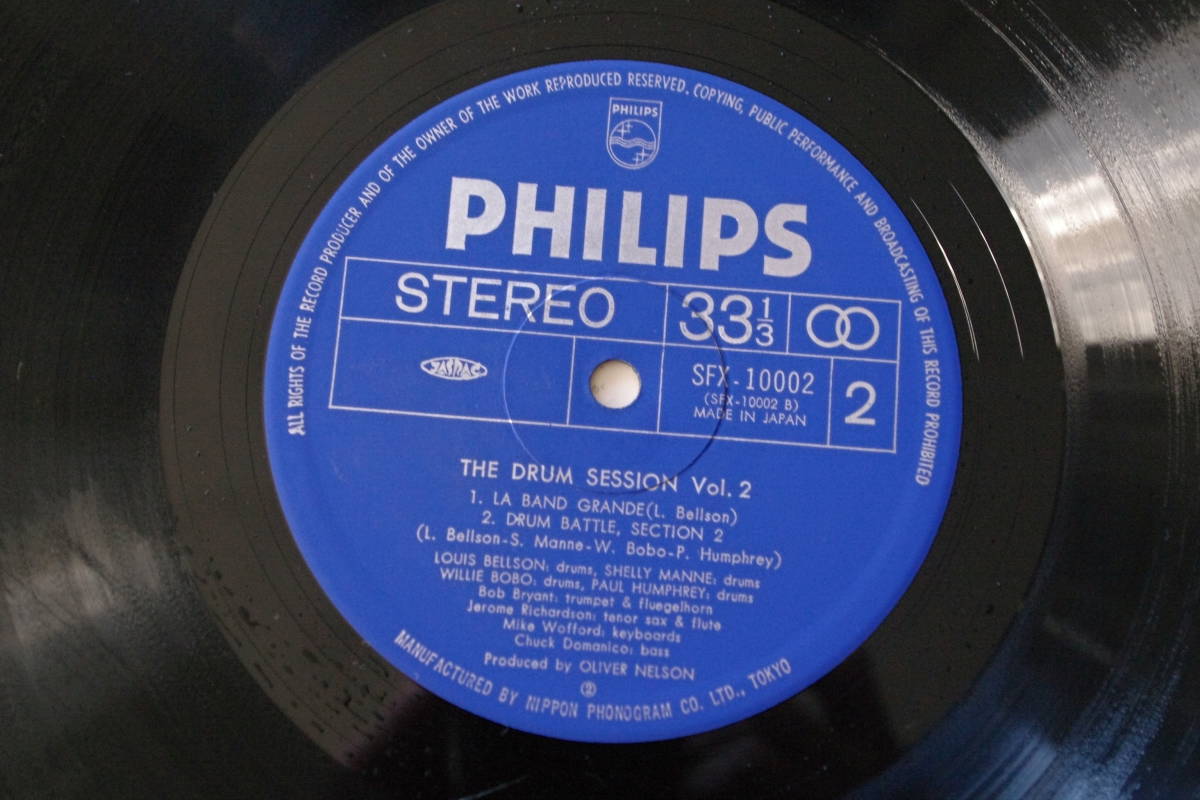 ALL RIGHTS OF THE RECORD PRODUCER AND OF THE OWNER OF THE WORK REPRODUCED RESERVED. COPYING, PUBLIC PERFORMANCE AND BROADCASTING OF THIS RECORD PROHIBITED
PHILIPS
PHILIPS
STEREO 33 1/3
JASRAC SFX-10002 2
(SFX-10002 B)
MADE IN JAPAN
THE DRUM SESSION Vol. 2
1. LA BAND GRANDE(L. Bellson)
2. DRUM BATTLE, SECTION 2
(L. Bellson-S. Manne-W. Bobo-P. Humphrey)
LOUIS BELLSON: drums, SHELLY MANNE: drums
WILLIE BOBO: drums, PAUL HUMPHREY: drums
Bob Bryant: trumpet & fluegelhorn
Jerome Richardson: tenor sax & flute
Mike Wofford: keyboards
Chuck Domanico: bass
Produced by OLIVER NELSON
②
MANUFACTURED BY NIPPON PHONOGRAM CO. LTD., TOKYO